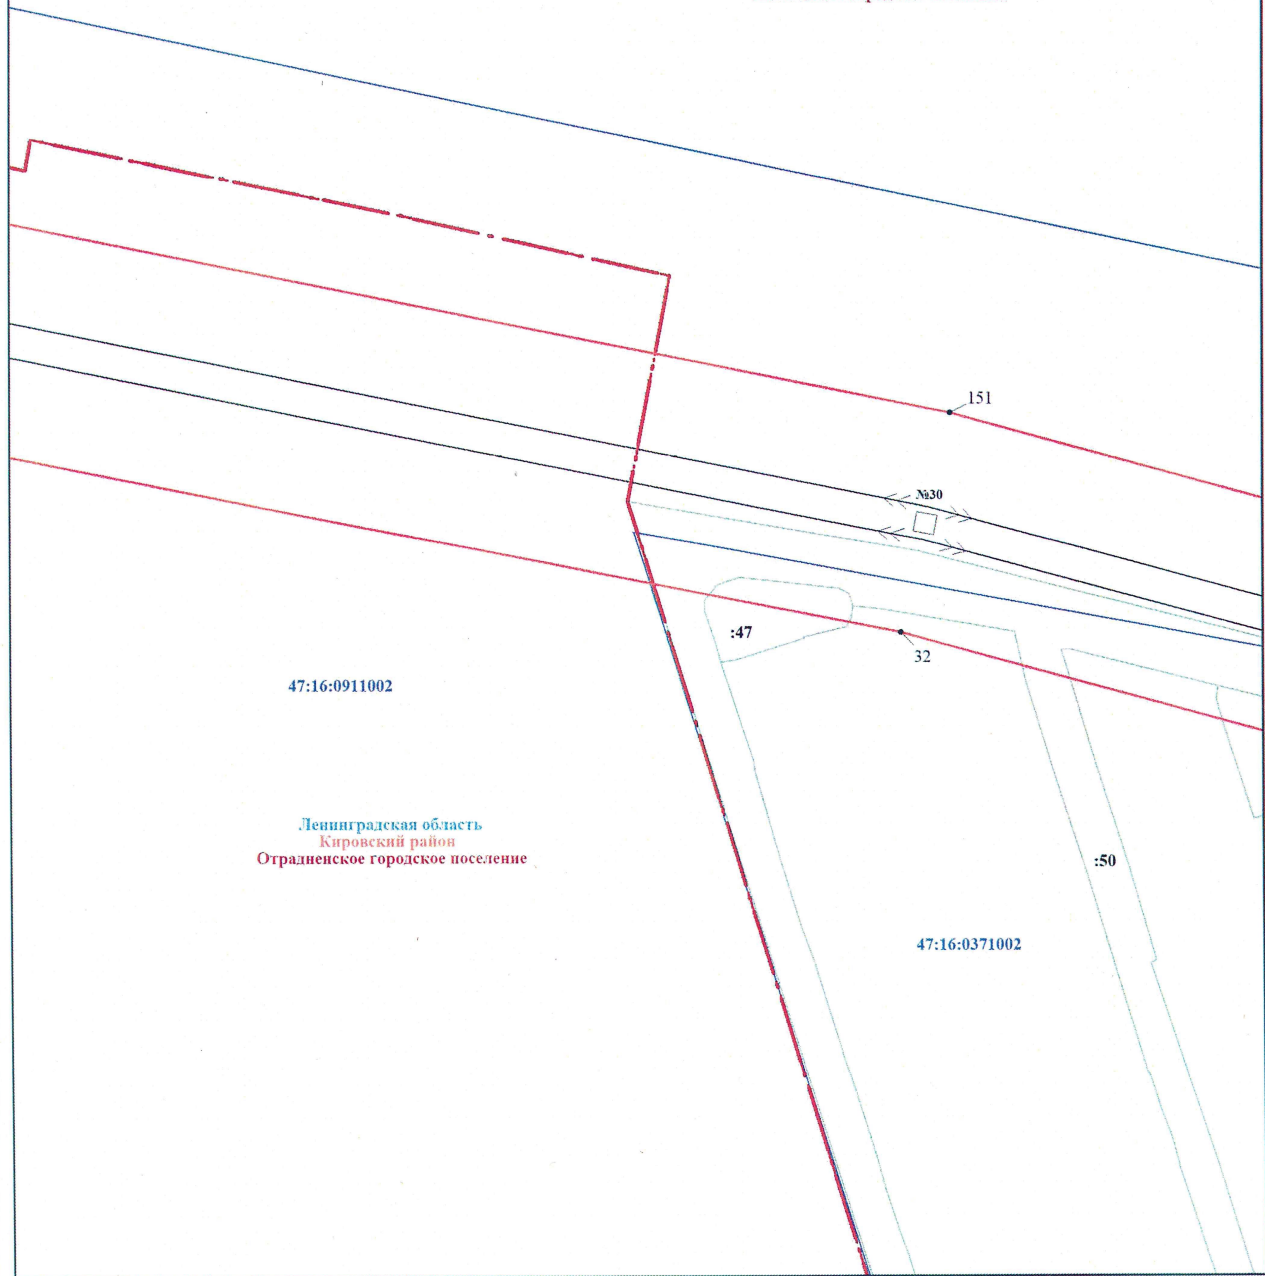 151
№30
:47
32
47:16:0911002
Ленинградская область
Кировский район
Отрадненское городское поселение
:50
47:16:0371002